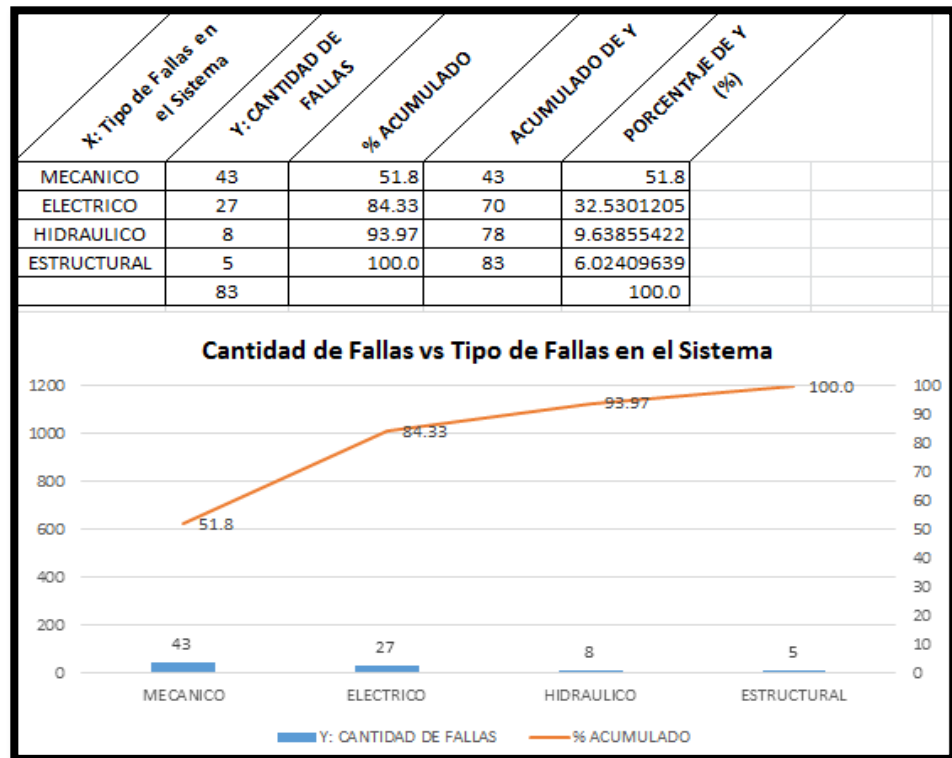 X: Tipo de Fallas en
el Sistema
Y: CANTIDAD DE
FALLAS
% ACUMULADO
ACUMULADO DE Y
PORCENTAJE DE Y
(%)
MECANICO 43 51.8 43 51.8
ELECTRICO 27 84.33 70 32.5301205
HIDRAULICO 8 93.97 78 9.63855422
ESTRUCTURAL 5 100.0 83 6.02409639
83 100.0
Cantidad de Fallas vs Tipo de Fallas en el Sistema
1200 100.0 100
93.97 90
1000 84.33 80
800 70
60
600 51.8 50
400 40
30
200 20
43 27 8 5 10
0 0
MECANICO ELECTRICO HIDRAULICO ESTRUCTURAL
Y: CANTIDAD DE FALLAS % ACUMULADO